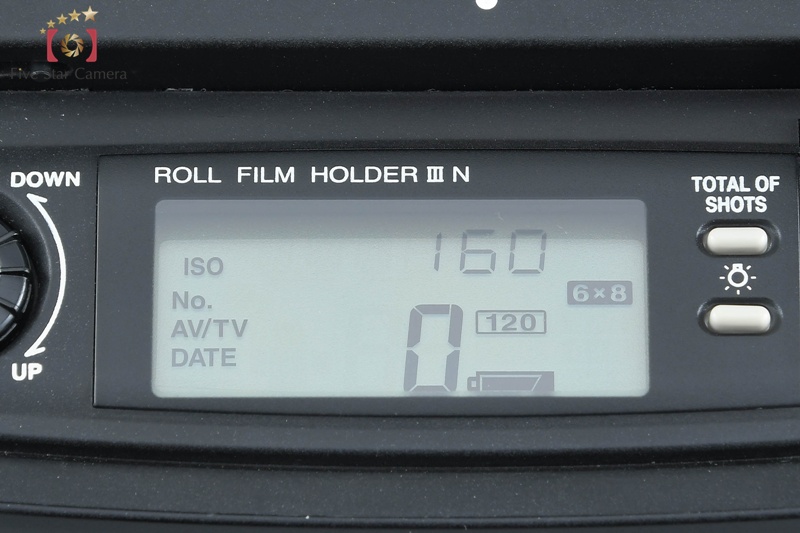 Five Star Camera
DOWN
ROLL FILM HOLDER III N
TOTAL OF
SHOTS
160
ISO
6×8
No.
AV/TV
0
120
DATE
UP